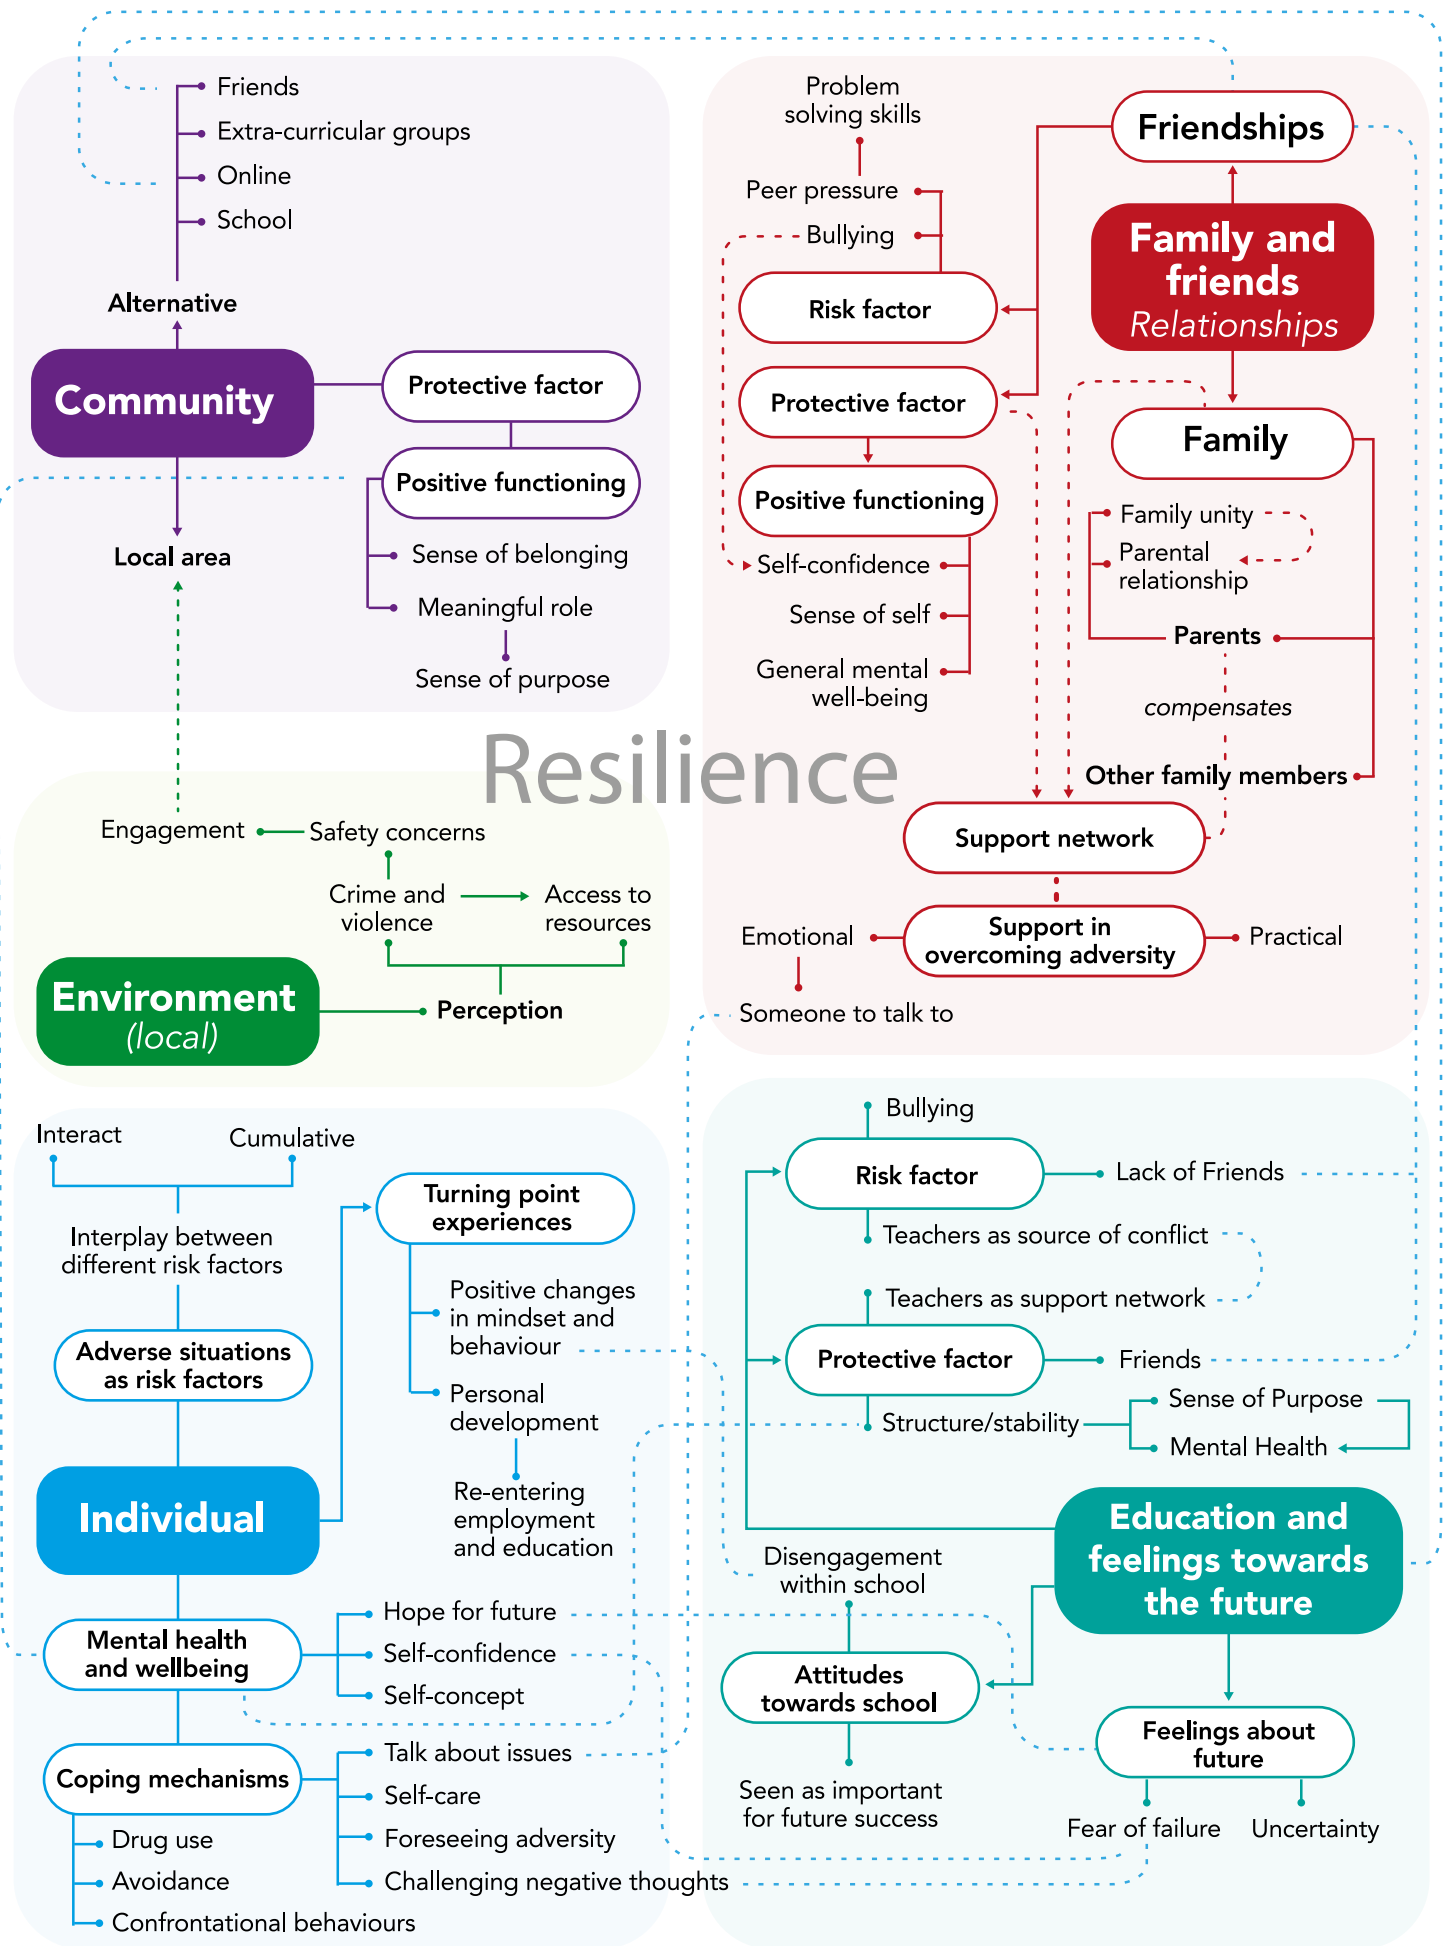 Friends
Extra-curricular groups
Online
School
Alternative
Community
Protective factor
Positive functioning
Local area
Sense of belonging
Meaningful role
Sense of purpose
Problem
solving skills
Friendships
Peer pressure
Bullying
Family and
friends
Relationships
Risk factor
Protective factor
Family
Positive functioning
Family unity
Self-confidence
Parental
relationship
Sense of self
Parents
General mental
well-being
compensates
Other family members
Resilience
Support network
Support in
overcoming adversity
Emotional
Practical
Someone to talk to
Engagement
Safety concerns
Crime and
violence
Access to
resources
Environment
(local)
Perception
Interact
Cumulative
Turning point
experiences
Interplay between
different risk factors
Positive changes
in mindset and
behaviour
Adverse situations
as risk factors
Personal
development
Individual
Re-entering
employment
and education
Hope for future
Mental health
and wellbeing
Self-confidence
Self-concept
Talk about issues
Coping mechanisms
Self-care
Foreseeing adversity
Challenging negative thoughts
Drug use
Avoidance
Confrontational behaviours
Bullying
Risk factor
Lack of Friends
Teachers as source of conflict
Teachers as support network
Protective factor
Friends
Sense of Purpose
Structure/stability
Mental Health
Education and
feelings towards
the future
Disengagement
within school
Attitudes
towards school
Feelings about
future
Seen as important
for future success
Fear of failure
Uncertainty